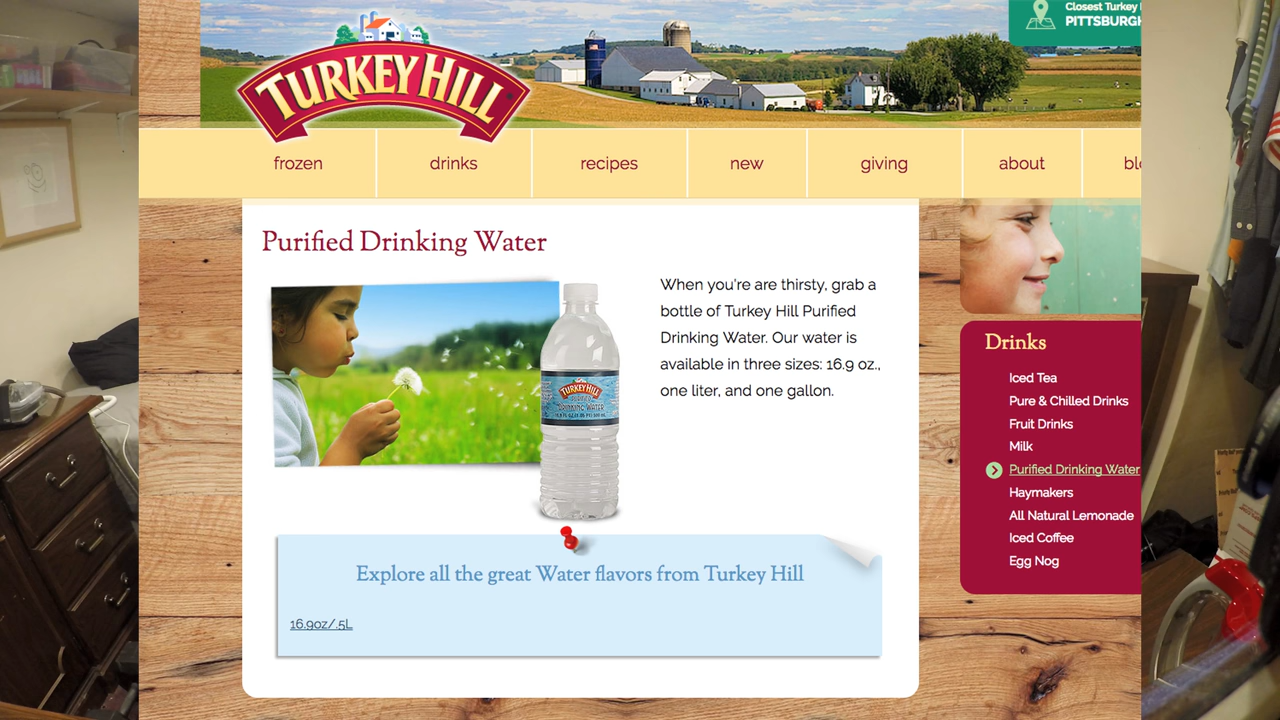 Closest Turkey
PITTSBURGH
TURKEY HILL
frozen
drinks
recipes
new
giving
about
Purified Drinking Water
When you're are thirsty, grab a
bottle of Turkey Hill Purified
Drinking Water. Our water is
available in three sizes: 16.9 oz.,
one liter, and one gallon.
TURKEY HILL
DRINKING WATER
Drinks
Iced Tea
Pure & Chilled Drinks
Fruit Drinks
Milk
Purified Drinking Water
Haymakers
All Natural Lemonade
Iced Coffee
Egg Nog
Explore all the great Water flavors from Turkey Hill
16.9oz/.5L